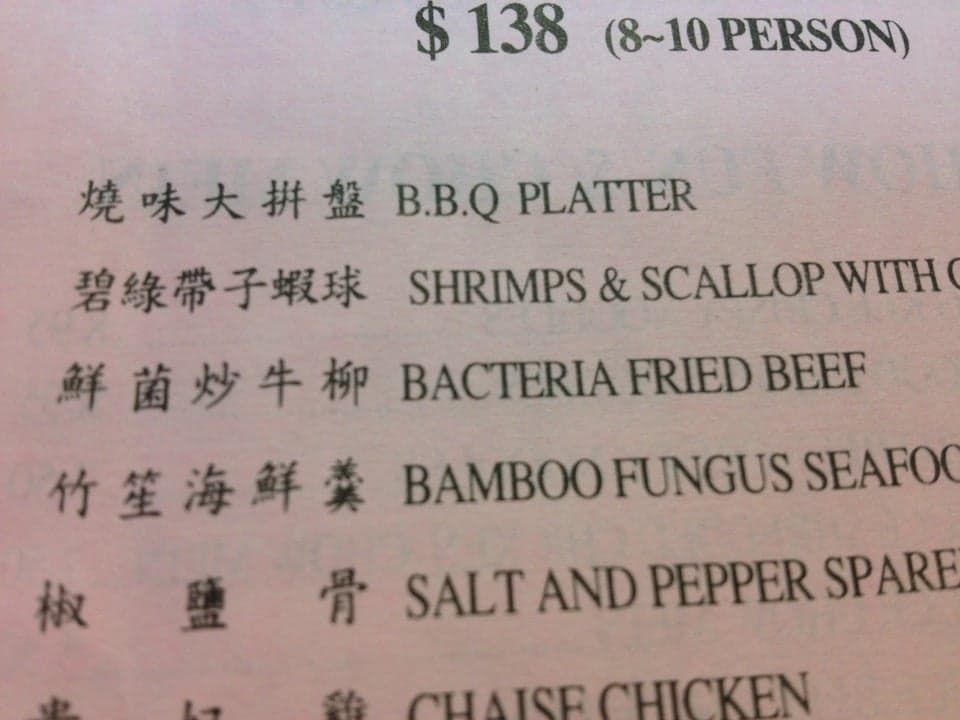 $ 138 (8~10 PERSON)
燒味大拼盤 B.B.Q PLATTER
碧綠帶子蝦球 SHRIMPS & SCALLOP WITH
鮮菌炒牛柳 BACTERIA FRIED BEEF
竹笙海鮮羹 BAMBOO FUNGUS
椒鹽骨 SALT AND PEPPER
CHAISE CHICKEN